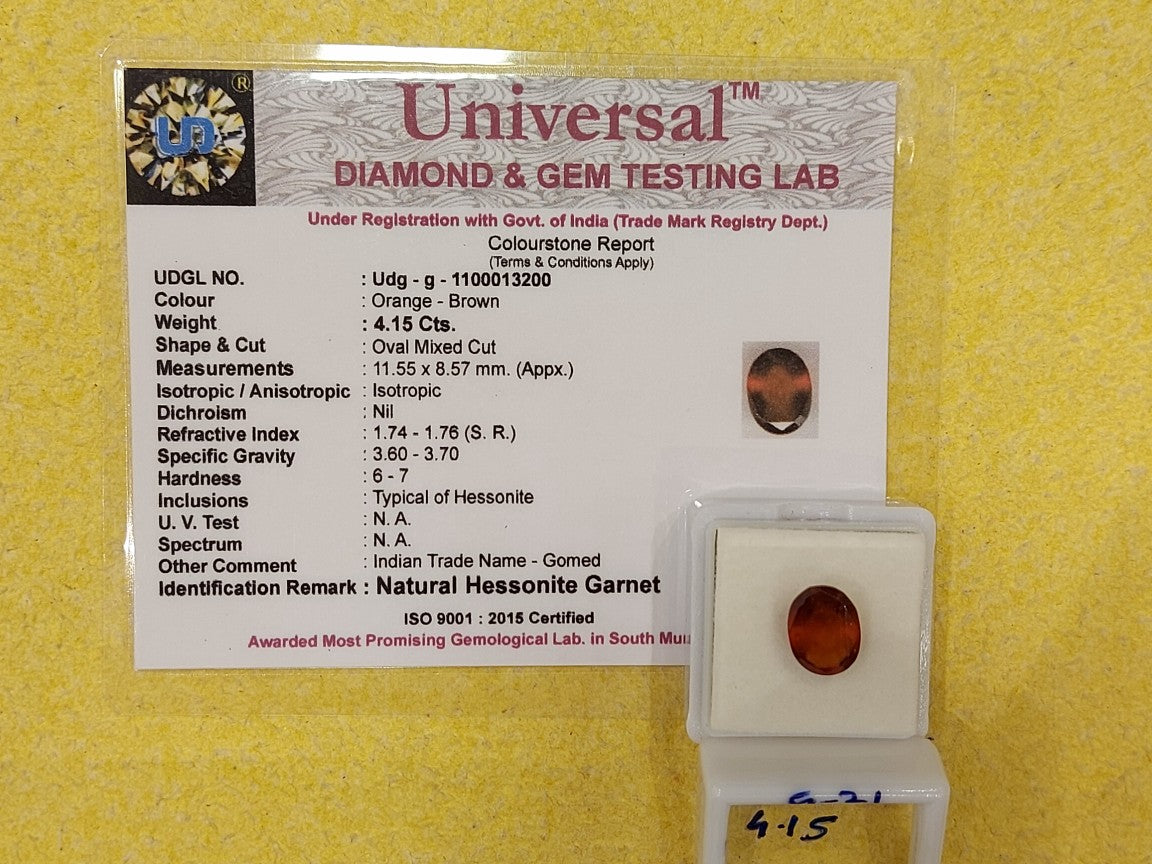 UD ®
Universal™
DIAMOND & GEM TESTING LAB
Under Registration with Govt. of India (Trade Mark Registry Dept.)
Colourstone Report
(Terms & Conditions Apply)
UDGL NO. : Udg - g - 1100013200
Colour : Orange - Brown
Weight : 4.15 Cts.
Shape & Cut : Oval Mixed Cut
Measurements : 11.55 x 8.57 mm. (Appx.)
Isotropic / Anisotropic : Isotropic
Dichroism : Nil
Refractive Index : 1.74 - 1.76 (S. R.)
Specific Gravity : 3.60 - 3.70
Hardness : 6 - 7
Inclusions : Typical of Hessonite
U. V. Test : N. A.
Spectrum : N. A.
Other Comment : Indian Trade Name - Gomed
Identification Remark : Natural Hessonite Garnet
ISO 9001 : 2015 Certified
Awarded Most Promising Gemological Lab. in South
4.15